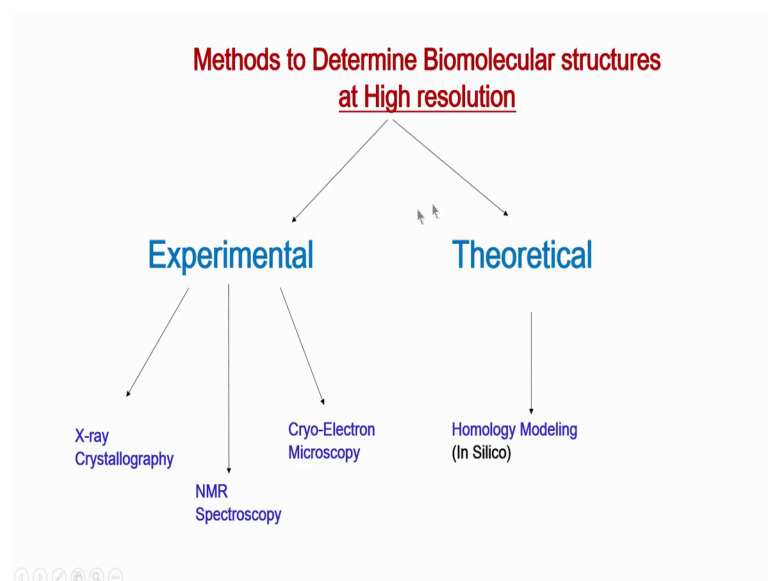 Methods to Determine Biomolecular structures
at High resolution
Experimental
Theoretical
X-ray
Crystallography
NMR
Spectroscopy
Cryo-Electron
Microscopy
Homology Modeling
(In Silico)